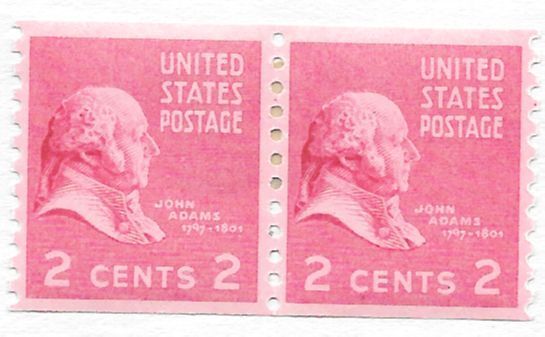 UNITED
STATES
POSTAGE
JOHN
ADAMS
1797-1801
2 CENTS 2
UNITED
STATES
POSTAGE
JOHN
ADAMS
1797-1801
2 CENTS 2